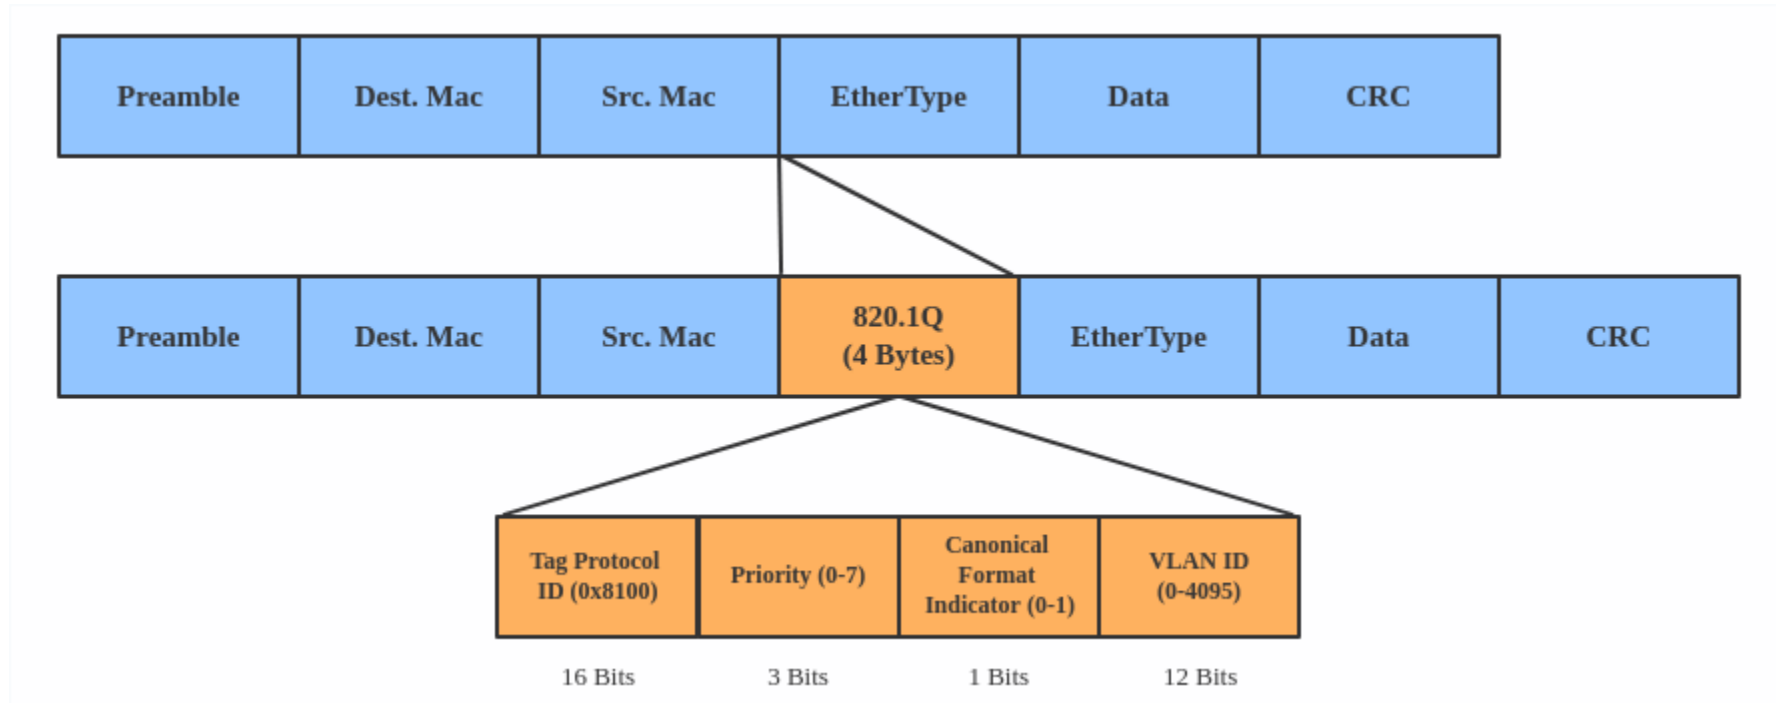 Preamble
Dest. Mac
Src. Mac
EtherType
Data
CRC
Preamble
Dest. Mac
Src. Mac
820.1Q
(4 Bytes)
EtherType
Data
CRC
Tag Protocol
ID (0x8100)
Priority (0-7)
Canonical
Format
Indicator (0-1)
VLAN ID
(0-4095)
16 Bits
3 Bits
1 Bits
12 Bits